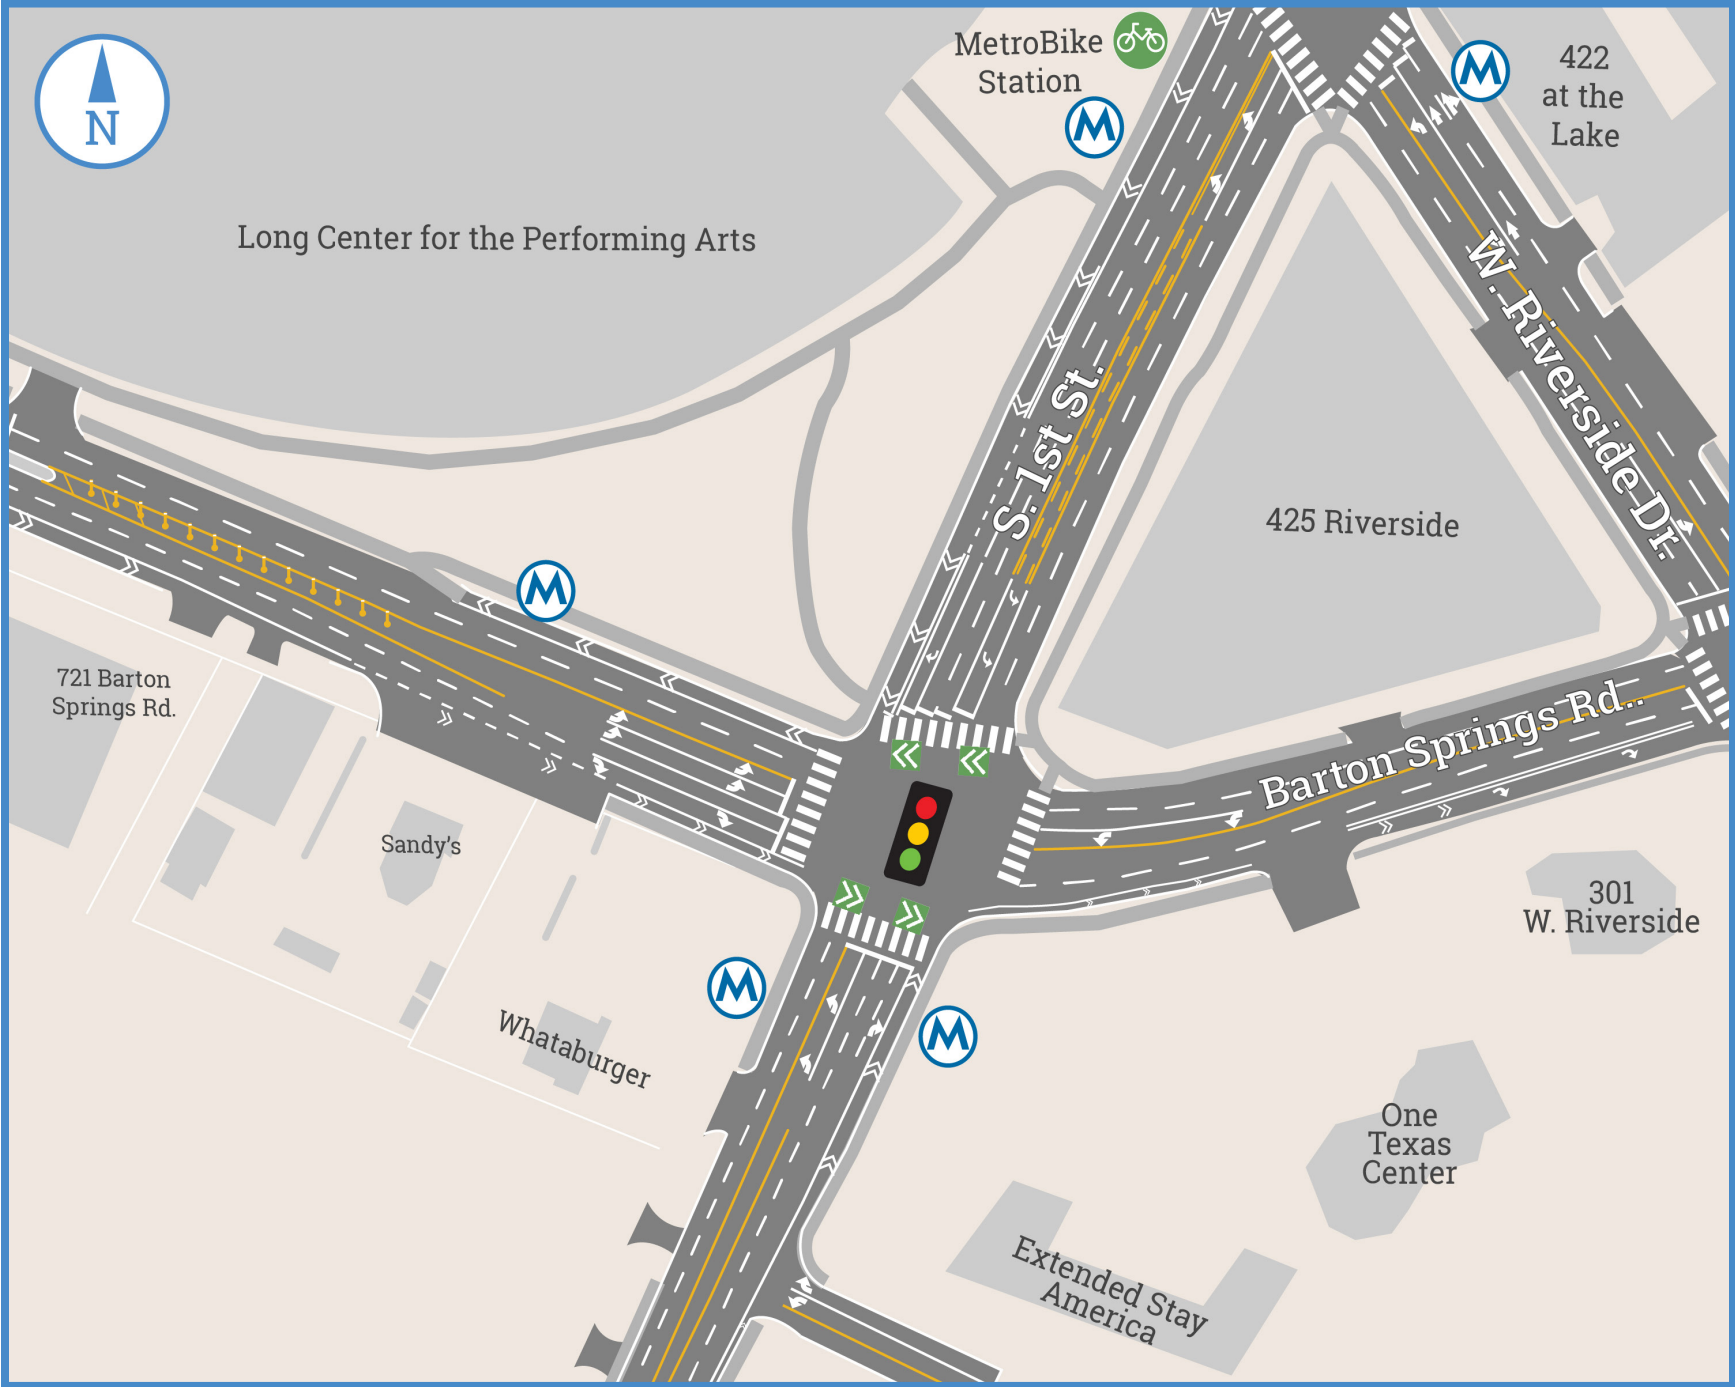 MetroBike
Station
422
at the
Lake
N
Long Center for the Performing Arts
W. Riverside Dr.
S. 1st St.
425 Riverside
721 Barton
Springs Rd.
Barton Springs Rd..
Sandy's
301
W. Riverside
Whataburger
One
Texas
Center
Extended Stay
America
M
M
M
M
M